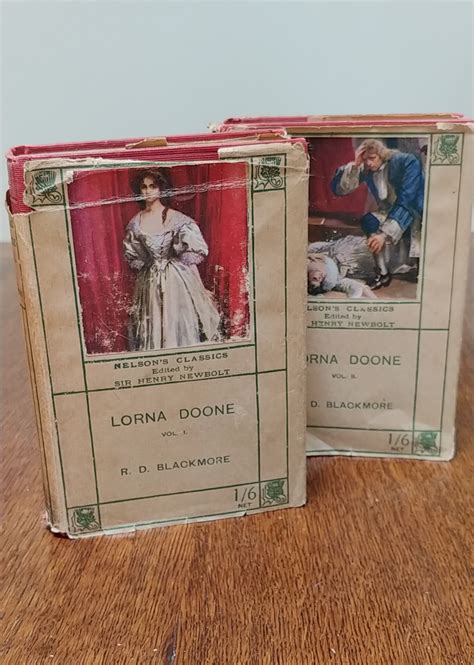 NELSON'S CLASSICS
Edited by
SIR HENRY NEWBOLT
LORNA DOONE
VOL. I.
R. D. BLACKMORE
1/6
NET
NELSON'S CLASSICS
Edited by
HENRY NEWBOLT
ORNA DOONE
VOL. II.
D. BLACKMORE
1/6
NET